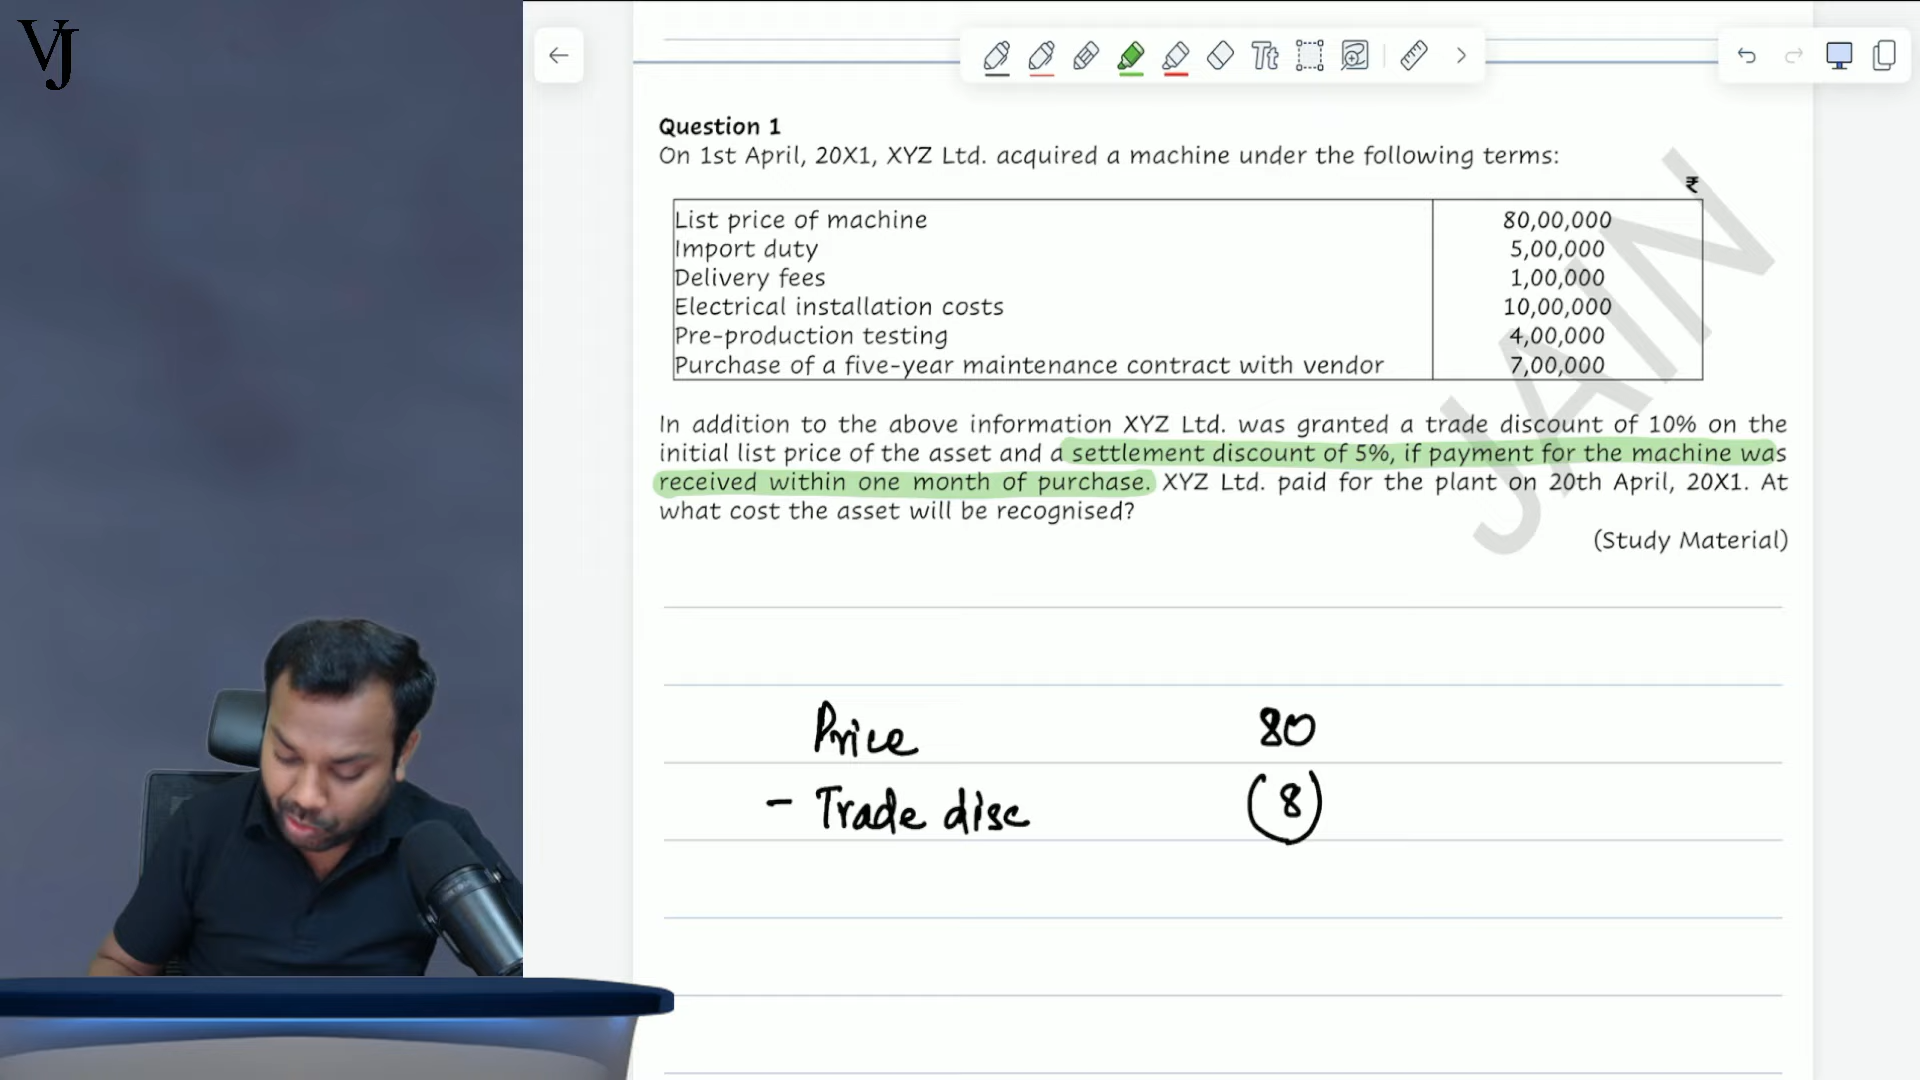 VJ
Tt
Question 1
On 1st April, 20X1, XYZ Ltd. acquired a machine under the following terms:
₹
List price of machine 80,00,000
Import duty 5,00,000
Delivery fees 1,00,000
Electrical installation costs 10,00,000
Pre-production testing 4,00,000
Purchase of a five-year maintenance contract with vendor 7,00,000
In addition to the above information XYZ Ltd. was granted a trade discount of 10% on the
initial list price of the asset and a settlement discount of 5%, if payment for the machine was
received within one month of purchase. XYZ Ltd. paid for the plant on 20th April, 20X1. At
what cost the asset will be recognised?
(Study Material)
JAIN
Price 80
- Trade disc (8)